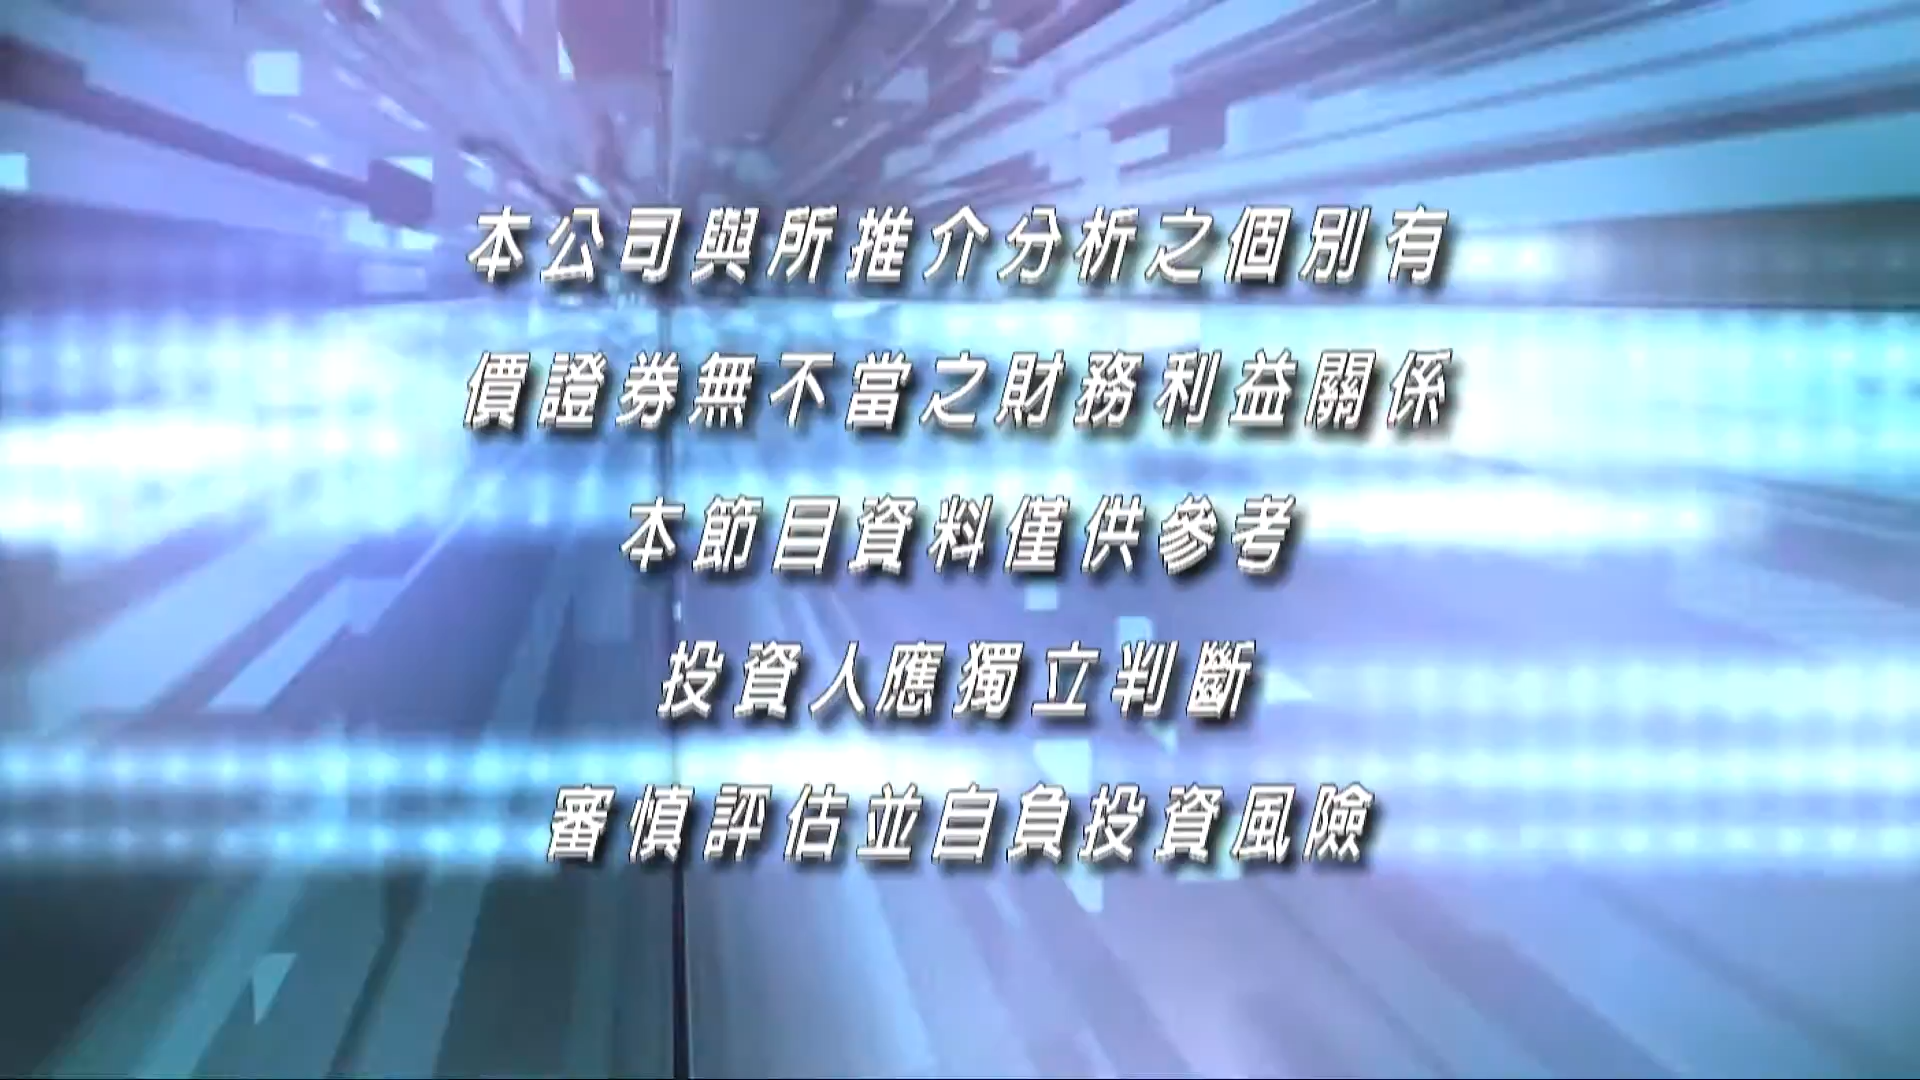 本公司與所推介分析之個別有
價證券無不當之財務利益關係
本節目資料僅供參考
投資人應獨立判斷
審慎評估並自負投資風險